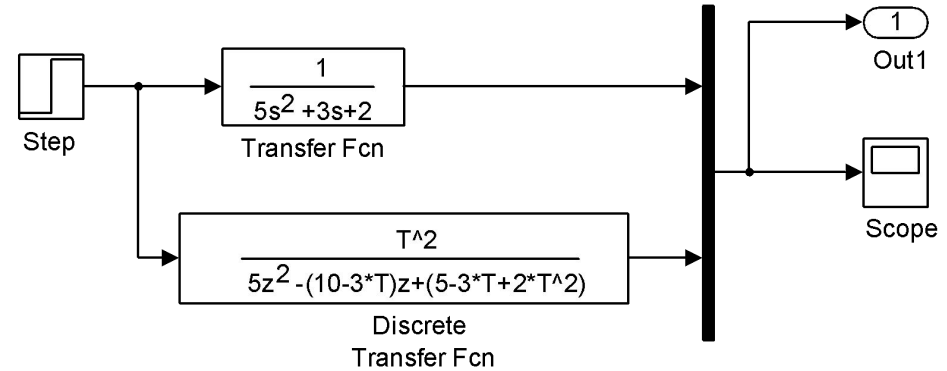 1
Out1
Step
1
5s2 +3s+2
Transfer Fcn
Scope
T^2
5z2 -(10-3*T)z+(5-3*T+2*T^2)
Discrete
Transfer Fcn